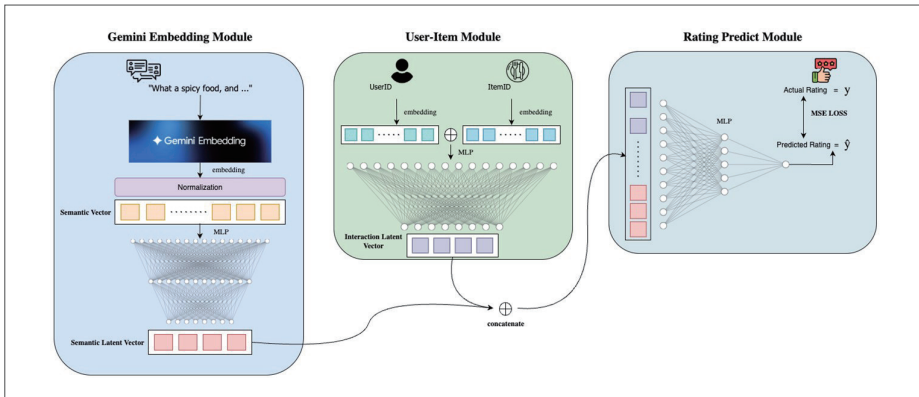 Gemini Embedding Module
"What a spicy food, and ..."
Gemini Embedding
embedding
Normalization
Semantic Vector
MLP
Semantic Latent Vector
User-Item Module
UserID
ItemID
embedding
embedding
MLP
Interaction Latent
Vector
concatenate
Rating Predict Module
MLP
Actual Rating = y
MSE LOSS
Predicted Rating = ŷ